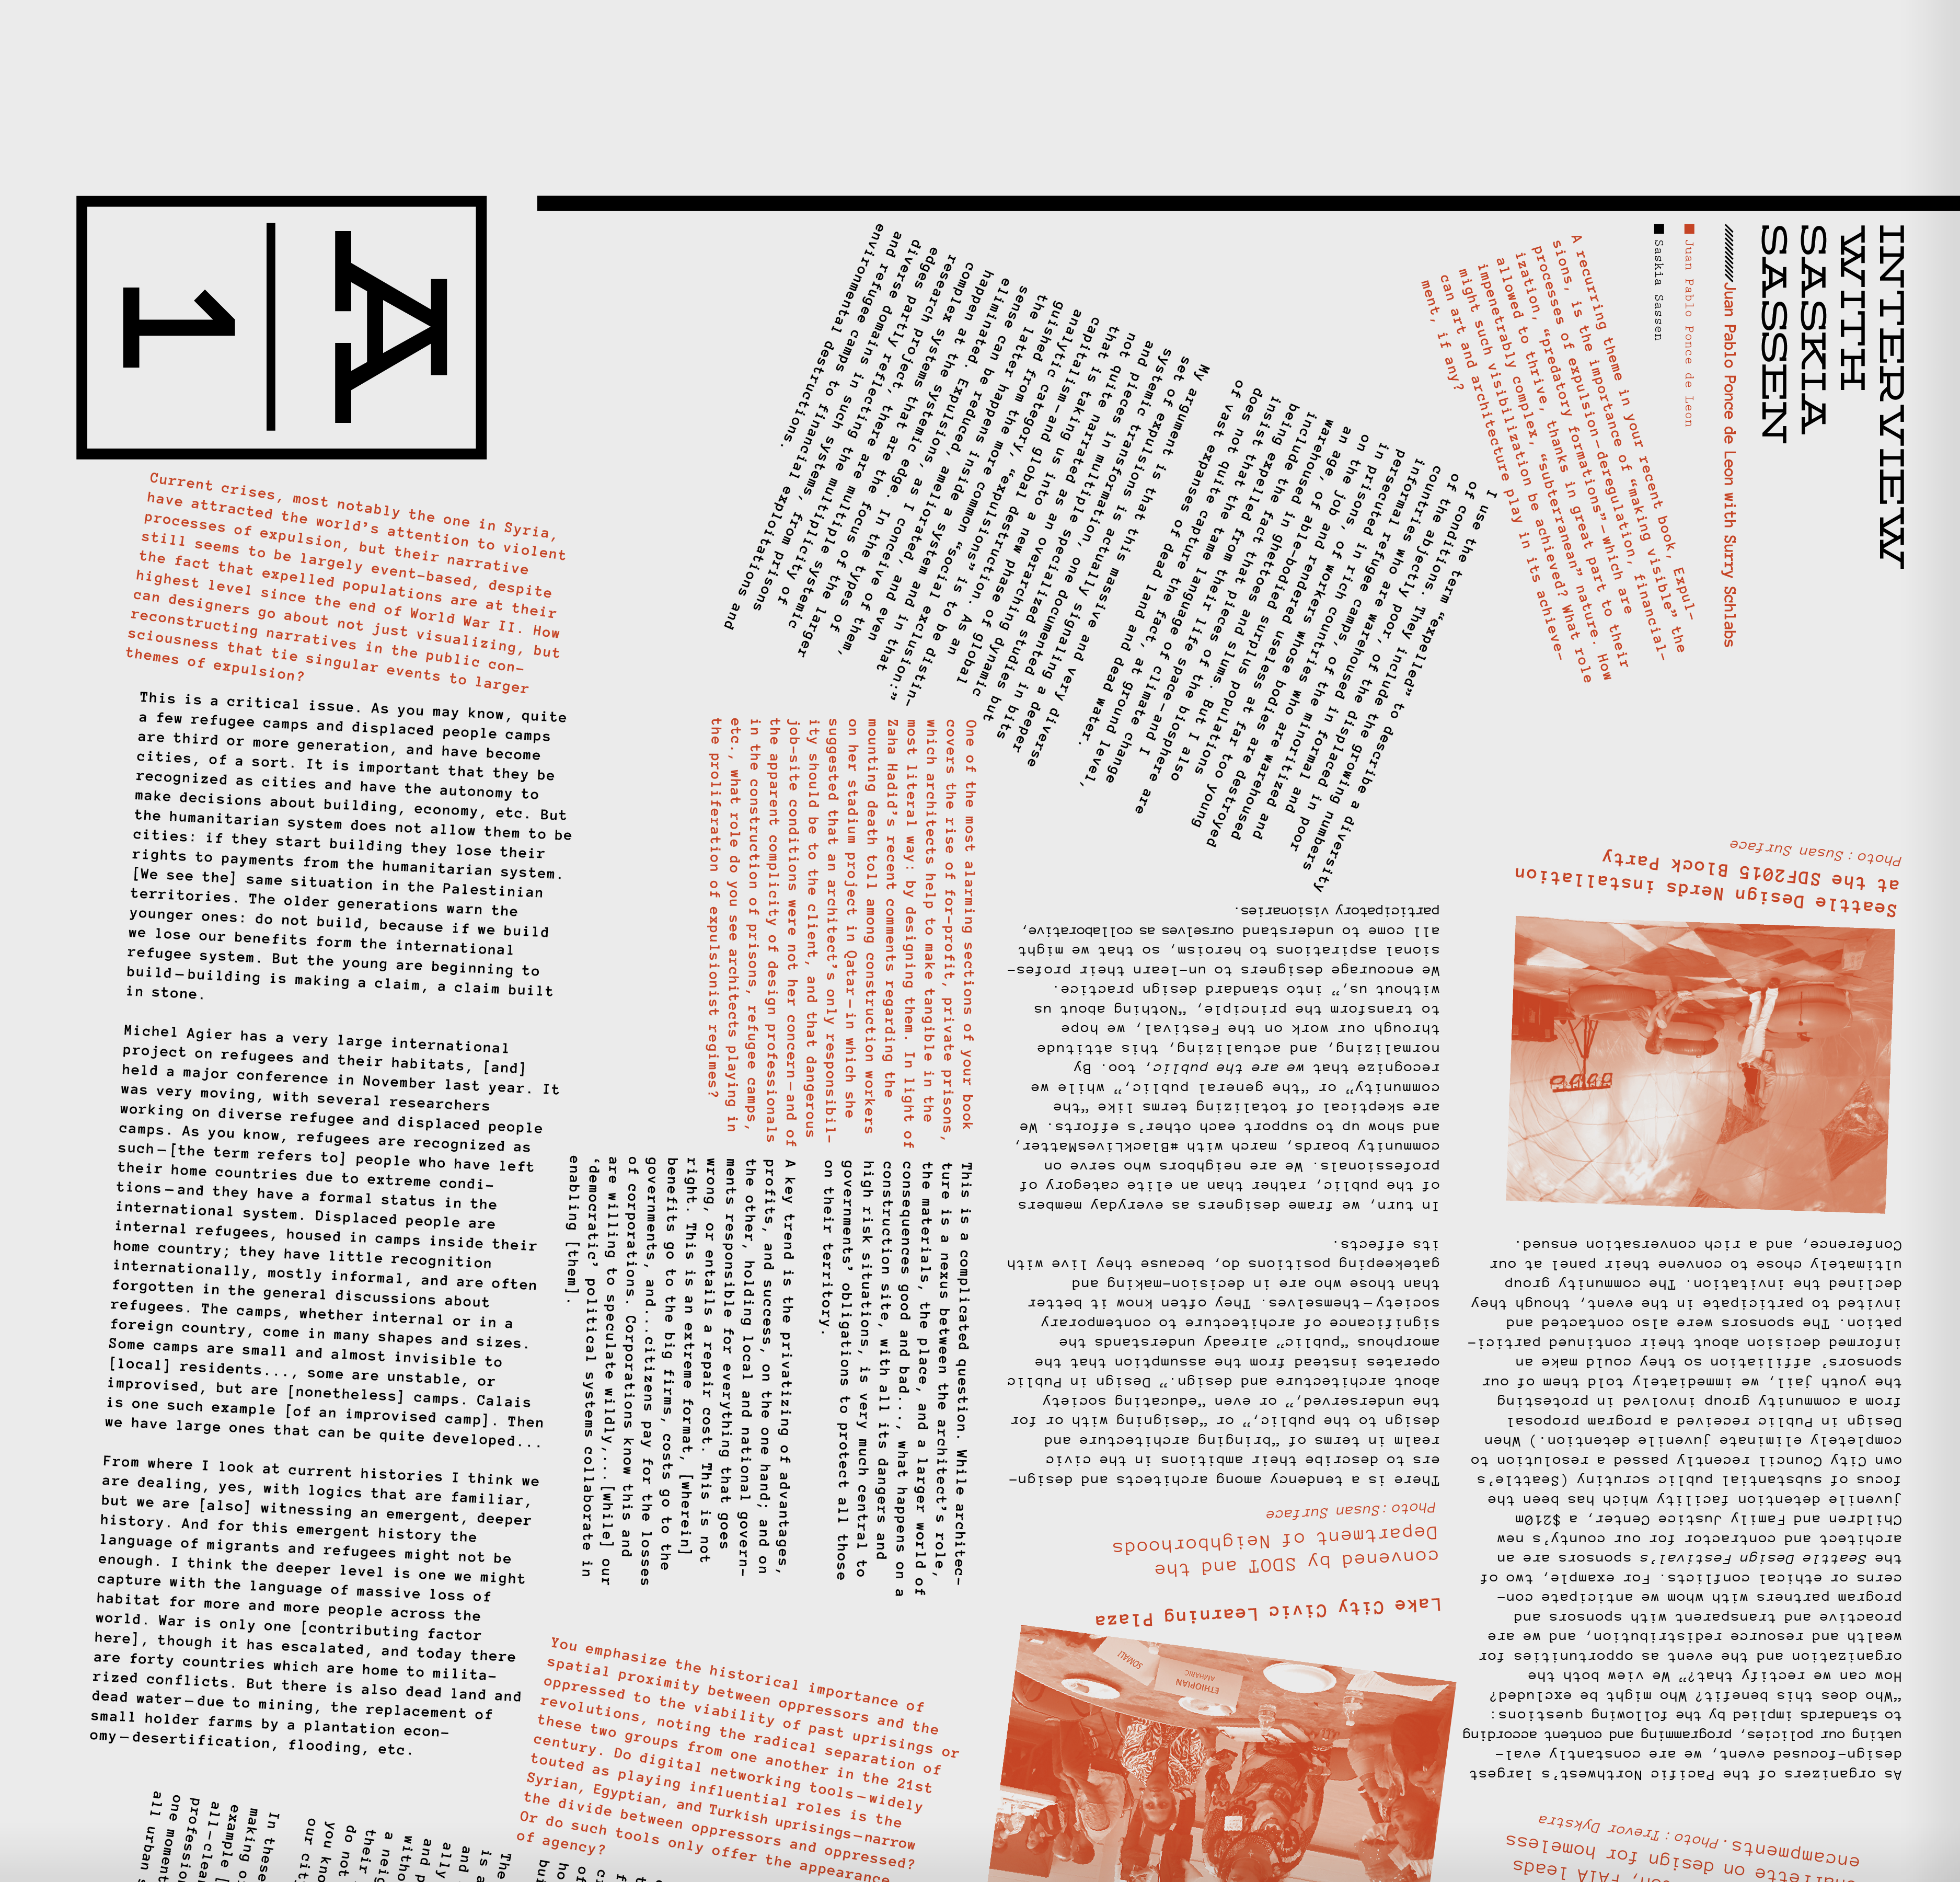 INTERVIEW
WITH
SASKIA
SASSEN
Juan Pablo Ponce de Leon with Surry Schlabs
Juan Pablo Ponce de Leon
Saskia Sassen
A recurring theme in your recent book, Expul-
sions, is the importance of “making visible” the
processes of expulsion—deregulation, financial-
ization, “predatory formations”—which are
allowed to thrive, thanks in great part to their
impenetrably complex, “subterranean” nature. How
might such visibilization be achieved? What role
can art and architecture play in its achieve-
ment, if any?
I use the term “expelled” to describe a diversity
of conditions. They include the growing numbers
of the abjectly poor, of the displaced in poor
countries who are warehoused in formal and
informal refugee camps, of the minoritized and
persecuted in rich countries who are warehoused
in prisons, of workers whose bodies are destroyed
on the job and rendered useless at far too young
an age, of able-bodied surplus populations
warehoused in ghettoes and slums. But I also
include the fact that pieces of the biosphere are
being expelled from their life space—and I
insist that the tame language of climate change
does not quite capture the fact, at ground level,
of vast expanses of dead land and dead water.
My argument is that this massive and very diverse
set of expulsions is actually signaling a deeper
systemic transformation, one documented in bits
and pieces in multiple specialized studies but
not quite narrated as an overarching dynamic
that is taking us into a new phase of global
capitalism—and global destruction. As an
analytic category, “expulsions” is to be distin-
guished from the more common “social exclusion:”
the latter happens inside a system and in that
sense can be reduced, ameliorated, and even
eliminated. Expulsions, as I conceive of them,
happen at the systemic edge. In the types of
complex systems that are the focus of the larger
research project, there are multiple systemic
edges partly reflecting the multiplicity of
diverse domains in such systems, from prisons
and refugee camps to financial exploitations and
environmental destructions.
One of the most alarming sections of your book
covers the rise of for-profit, private prisons,
which architects help to make tangible in the
most literal way: by designing them. In light of
Zaha Hadid’s recent comments regarding the
mounting death toll among construction workers
on her stadium project in Qatar—in which she
suggested that an architect’s only responsibil-
ity should be to the client, and that dangerous
job-site conditions were not her concern—and of
the apparent complicity of design professionals
in the construction of prisons, refugee camps,
etc., what role do you see architects playing in
the proliferation of expulsionist regimes?
This is a complicated question. While architec-
ture is a nexus between the architect’s role,
the materials, the place, and a larger world of
consequences good and bad..., what happens on a
construction site, with all its dangers and
high risk situations, is very much central to
governments’ obligations to protect all those
on their territory.
A key trend is the privatizing of advantages,
profits, and success, on the one hand; and on
the other, holding local and national govern-
ments responsible for everything that goes
wrong, or entails a repair cost. This is not
right. This is an extreme format, [wherein]
benefits go to the big firms, costs go to the
governments, and...citizens pay for the losses
of corporations. Corporations know this and
are willing to speculate wildly,... [while] our
‘democratic’ political systems collaborate in
enabling [them].
A
1
Current crises, most notably the one in Syria,
have attracted the world’s attention to violent
processes of expulsion, but their narrative
still seems to be largely event-based, despite
the fact that expelled populations are at their
highest level since the end of World War II. How
can designers go about not just visualizing, but
reconstructing narratives in the public con-
sciousness that tie singular events to larger
themes of expulsion?
This is a critical issue. As you may know, quite
a few refugee camps and displaced people camps
are third or more generation, and have become
cities, of a sort. It is important that they be
recognized as cities and have the autonomy to
make decisions about building, economy, etc. But
the humanitarian system does not allow them to be
cities: if they start building they lose their
rights to payments from the humanitarian system.
[We see the] same situation in the Palestinian
territories. The older generations warn the
younger ones: do not build, because if we build
we lose our benefits form the international
refugee system. But the young are beginning to
build—building is making a claim, a claim built
in stone.
Michel Agier has a very large international
project on refugees and their habitats, [and]
held a major conference in November last year. It
was very moving, with several researchers
working on diverse refugee and displaced people
camps. As you know, refugees are recognized as
such—[the term refers to] people who have left
their home countries due to extreme condi-
tions—and they have a formal status in the
international system. Displaced people are
internal refugees, housed in camps inside their
home country; they have little recognition
internationally, mostly informal, and are often
forgotten in the general discussions about
refugees. The camps, whether internal or in a
foreign country, come in many shapes and sizes.
Some camps are small and almost invisible to
[local] residents..., some are unstable, or
improvised, but are [nonetheless] camps. Calais
is one such example [of an improvised camp]. Then
we have large ones that can be quite developed...
From where I look at current histories I think we
are dealing, yes, with logics that are familiar,
but we are [also] witnessing an emergent, deeper
history. And for this emergent history the
language of migrants and refugees might not be
enough. I think the deeper level is one we might
capture with the language of massive loss of
habitat for more and more people across the
world. War is only one [contributing factor
here], though it has escalated, and today there
are forty countries which are home to milita-
rized conflicts. But there is also dead land and
dead water—due to mining, the replacement of
small holder farms by a plantation econ-
omy—desertification, flooding, etc.
You emphasize the historical importance of
spatial proximity between oppressors and the
oppressed to the viability of past uprisings or
revolutions, noting the radical separation of
these two groups from one another in the 21st
century. Do digital networking tools—widely
touted as playing influential roles is the
Syrian, Egyptian, and Turkish uprisings—narrow
the divide between oppressors and oppressed?
Or do such tools only offer the appearance
of agency?
The
is a
and
ally
and p
witho
a neig
their
do not
you kno
our cit
In these
making o
example [
all-clea
profession
one moment
all urban s
encampments. Photo: Trevor Dykstra
on design for homeless
FAIA leads
As organizers of the Pacific Northwest’s largest
design-focused event, we are constantly eval-
uating our policies, programming and content according
to standards implied by the following questions:
“Who does this benefit? Who might be excluded?
How can we rectify that?” We view both the
organization and the event as opportunities for
wealth and resource redistribution, and we are
proactive and transparent with sponsors and
program partners with whom we anticipate con-
cerns or ethical conflicts. For example, two of
the Seattle Design Festival’s sponsors are an
architect and contractor for our county’s new
Children and Family Justice Center, a $210m
juvenile detention facility which has been the
focus of substantial public scrutiny (Seattle’s
own City Council recently passed a resolution to
completely eliminate juvenile detention.) When
Design in Public received a program proposal
from a community group involved in protesting
the youth jail, we immediately told them of our
sponsors’ affiliation so they could make an
informed decision about their continued partici-
pation. The sponsors were also contacted and
invited to participate in the event, though they
declined the invitation. The community group
ultimately chose to convene their panel at our
Conference, and a rich conversation ensued.
Seattle Design Nerds installation
at the SDF2015 Block Party
Photo: Susan Surface
ETHIOPIAN
AMHARIC
SOMALI
Lake City Civic Learning Plaza
convened by SDOT and the
Department of Neighborhoods
Photo: Susan Surface
There is a tendency among architects and design-
ers to describe their ambitions in the civic
realm in terms of “bringing architecture and
design to the public,” or “designing with or for
the underserved,” or even “educating society
about architecture and design.” Design in Public
operates instead from the assumption that the
amorphous “public” already understands the
significance of architecture to contemporary
society—themselves. They often know it better
than those who are in decision-making and
gatekeeping positions do, because they live with
its effects.
In turn, we frame designers as everyday members
of the public, rather than an elite category of
professionals. We are neighbors who serve on
community boards, march with #BlackLivesMatter,
and show up to support each other’s efforts. We
are skeptical of totalizing terms like “the
community” or “the general public,” while we
recognize that we are the public, too. By
normalizing, and actualizing, this attitude
through our work on the Festival, we hope
to transform the principle, “Nothing about us
without us,” into standard design practice.
We encourage designers to un-learn their profes-
sional aspirations to heroism, so that we might
all come to understand ourselves as collaborative,
participatory visionaries.